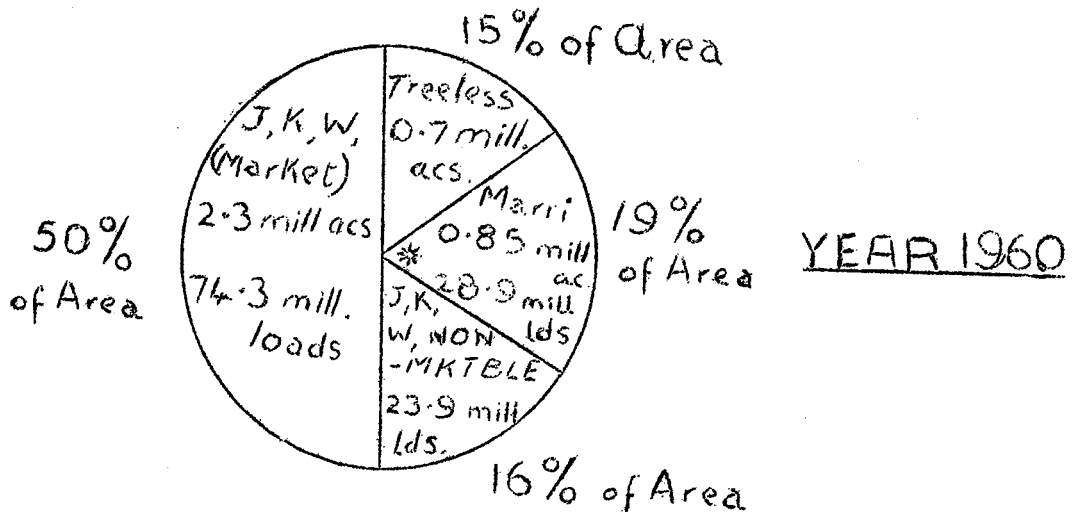 15% of Area
Treeless
0.7 mill.
acs.
J, K, W,
(Market)
2.3 mill acs
74.3 mill.
loads
50%
of Area
Marri
0.85 mill
ac
28.9 mill
lds
*
19%
of Area
YEAR 1960
J, K,
W, NON
-MKTBLE
23.9 mill
lds.
16% of Area